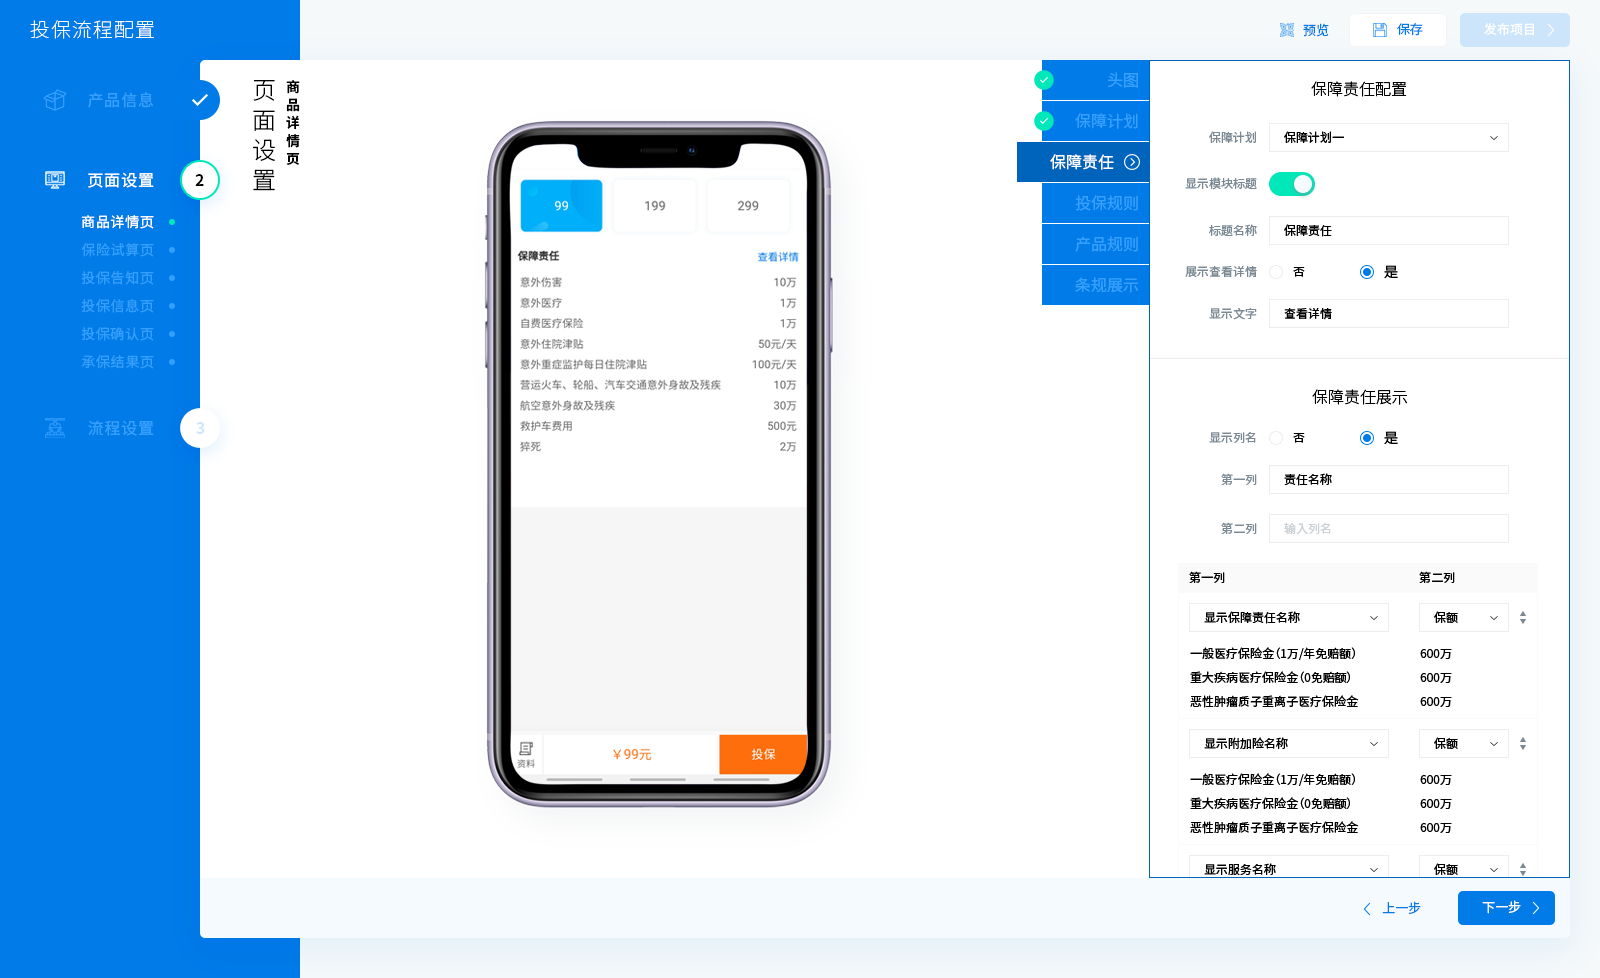 投保流程配置
预览
保存
发布项目
产品信息
页面设置
2
商品详情页
保险试算页
投保告知页
投保信息页
投保确认页
承保结果页
流程设置
3
页面设置
商品详情页
99
199
299
保障责任
查看详情
意外伤害 10万
意外医疗 1万
自费医疗保险 1万
意外住院津贴 50元/天
意外重症监护每日住院津贴 100元/天
营运火车、轮船、汽车交通意外身故及残疾 10万
航空意外身故及残疾 30万
救护车费用 500元
猝死 2万
资料
￥99元
投保
头图
保障计划
保障责任
投保规则
产品规则
条规展示
保障责任配置
保障计划 保障计划一
显示模块标题
标题名称 保障责任
展示查看详情 否 是
显示文字 查看详情
保障责任展示
显示列名 否 是
第一列 责任名称
第二列 输入列名
第一列 第二列
显示保障责任名称 保额
一般医疗保险金(1万/年免赔额) 600万
重大疾病医疗保险金(0免赔额) 600万
恶性肿瘤质子重离子医疗保险金 600万
显示附加险名称 保额
一般医疗保险金(1万/年免赔额) 600万
重大疾病医疗保险金(0免赔额) 600万
恶性肿瘤质子重离子医疗保险金 600万
显示服务名称 保额
上一步
下一步